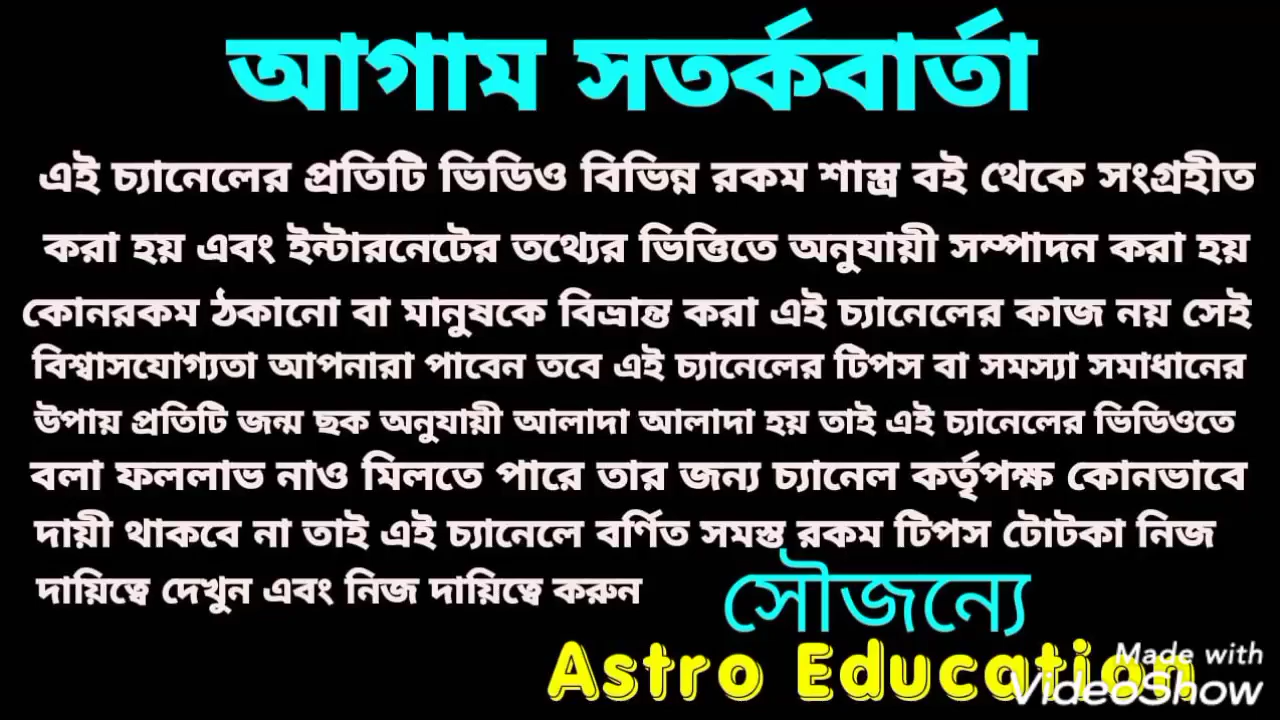 আগাম সতর্কবার্তা
এই চ্যানেলের প্রতিটি ভিডিও বিভিন্ন রকম শাস্ত্র বই থেকে সংগ্রহীত
করা হয় এবং ইন্টারনেটের তথ্যের ভিত্তিতে অনুযায়ী সম্পাদন করা হয়
কোনরকম ঠকানো বা মানুষকে বিভ্রান্ত করা এই চ্যানেলের কাজ নয় সেই
বিশ্বাসযোগ্যতা আপনারা পাবেন তবে এই চ্যানেলের টিপস বা সমস্যা সমাধানের
উপায় প্রতিটি জন্ম ছক অনুযায়ী আলাদা আলাদা হয় তাই এই চ্যানেলের ভিডিওতে
বলা ফললাভ নাও মিলতে পারে তার জন্য চ্যানেল কর্তৃপক্ষ কোনভাবে
দায়ী থাকবে না তাই এই চ্যানেলে বর্ণিত সমস্ত রকম টিপস টোটকা নিজ
দায়িত্বে দেখুন এবং নিজ দায়িত্বে করুন
সৌজন্যে
Astro Education
Made with
VideoShow